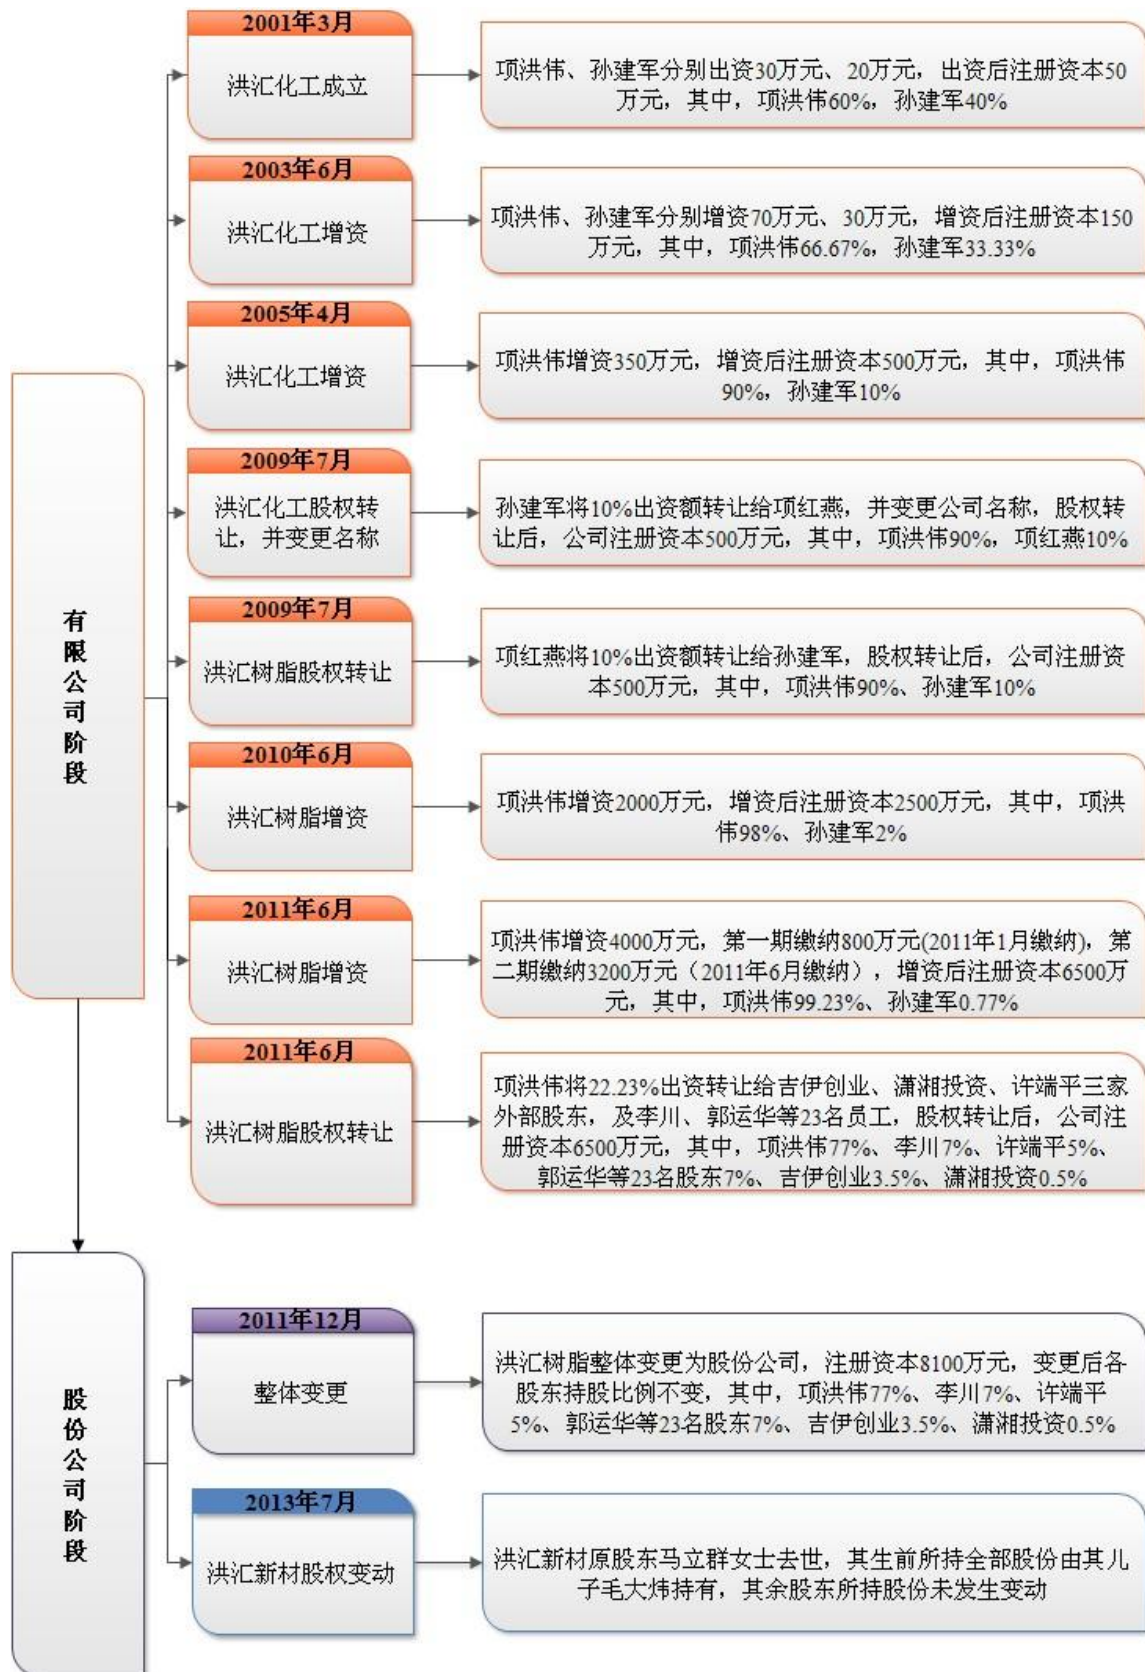 有
限
公
司
阶
段
2001年3月
洪汇化工成立
项洪伟、孙建军分别出资30万元、20万元，出资后注册资本50
万元，其中，项洪伟60%，孙建军40%
2003年6月
洪汇化工增资
项洪伟、孙建军分别增资70万元、30万元，增资后注册资本150
万元，其中，项洪伟66.67%，孙建军33.33%
2005年4月
洪汇化工增资
项洪伟增资350万元，增资后注册资本500万元，其中，项洪伟
90%，孙建军10%
2009年7月
洪汇化工股权转
让，并变更名称
孙建军将10%出资额转让给项红燕，并变更公司名称，股权转
让后，公司注册资本500万元，其中，项洪伟90%，项红燕10%
2009年7月
洪汇树脂股权转让
项红燕将10%出资额转让给孙建军，股权转让后，公司注册资
本500万元，其中，项洪伟90%、孙建军10%
2010年6月
洪汇树脂增资
项洪伟增资2000万元，增资后注册资本2500万元，其中，项洪
伟98%、孙建军2%
2011年6月
洪汇树脂增资
项洪伟增资4000万元，第一期缴纳800万元(2011年1月缴纳)，第
二期缴纳3200万元（2011年6月缴纳），增资后注册资本6500万
元，其中，项洪伟99.23%、孙建军0.77%
2011年6月
洪汇树脂股权转让
项洪伟将22.23%出资转让给吉伊创业、潇湘投资、许端平三家
外部股东，及李川、郭运华等23名员工，股权转让后，公司注
册资本6500万元，其中，项洪伟77%、李川7%、许端平5%、
郭运华等23名股东7%、吉伊创业3.5%、潇湘投资0.5%
股
份
公
司
阶
段
2011年12月
整体变更
洪汇树脂整体变更为股份公司，注册资本8100万元，变更后各
股东持股比例不变，其中，项洪伟77%、李川7%、许端平
5%、郭运华等23名股东7%、吉伊创业3.5%、潇湘投资0.5%
2013年7月
洪汇新材股权变动
洪汇新材原股东马立群女士去世，其生前所持全部股份由其儿
子毛大炜持有，其余股东所持股份未发生变动